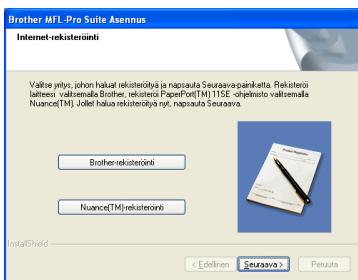 Brother MFL-Pro Suite Asennus
Internet-rekisteröinti
Valitse yritys, johon haluat rekisteröityä ja napsauta Seuraava-painiketta. Rekisteröi
laitteesi valitsemalla Brother, rekisteröi PaperPort(TM) 11SE -ohjelmisto valitsemalla
Nuance(TM). Jollet halua rekisteröityä nyt, napsauta Seuraava.
Brother-rekisteröinti
Nuance(TM)-rekisteröinti
Product Registration
InstallShield
< Edellinen
Seuraava >
Peruuta